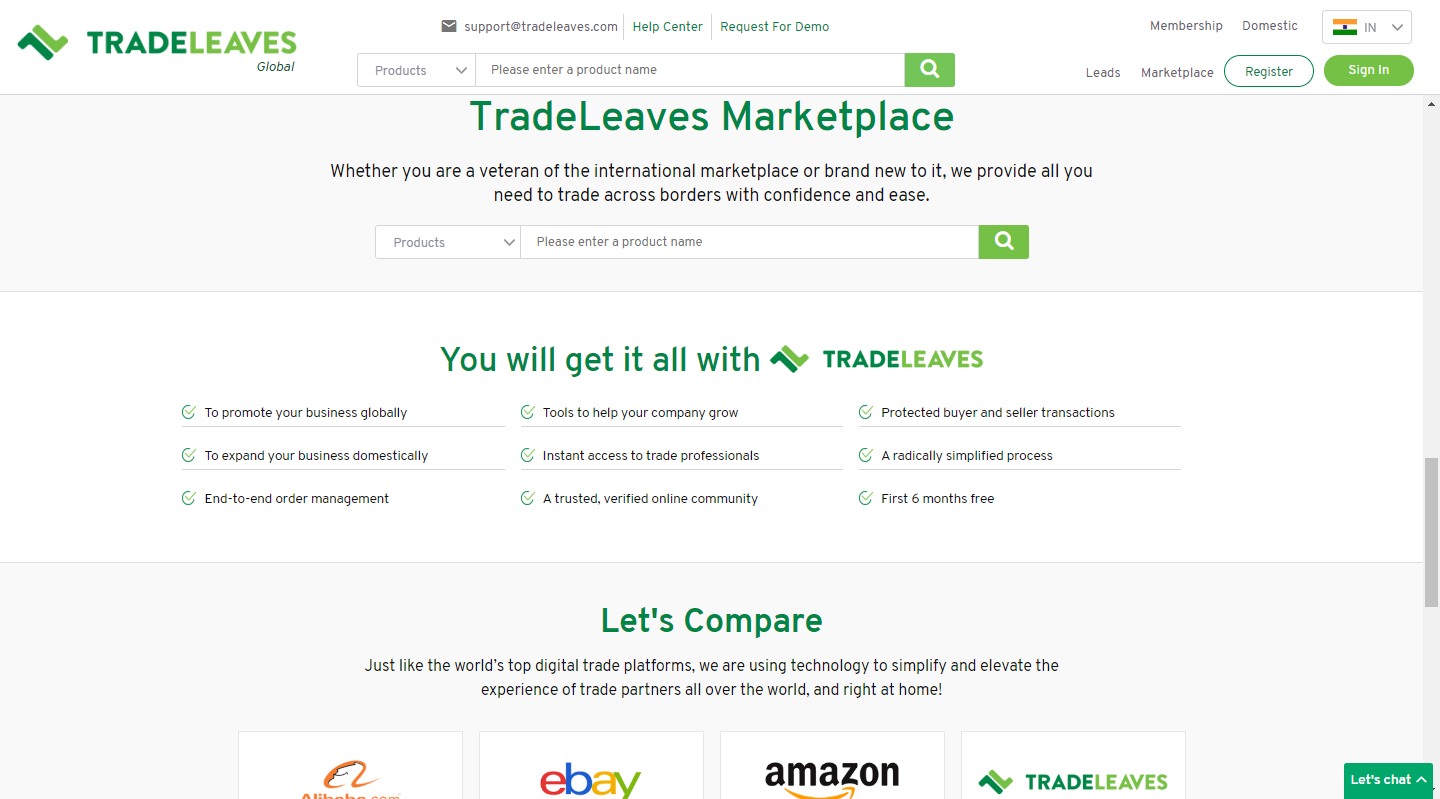 support@tradeleaves.com
Help Center
Request For Demo
Membership
Domestic
IN
TRADELEAVES
Global
Products
Please enter a product name
Leads
Marketplace
Register
Sign In
TradeLeaves Marketplace
Whether you are a veteran of the international marketplace or brand new to it, we provide all you
need to trade across borders with confidence and ease.
Products
Please enter a product name
You will get it all with TRADELEAVES
To promote your business globally
Tools to help your company grow
Protected buyer and seller transactions
To expand your business domestically
Instant access to trade professionals
A radically simplified process
End-to-end order management
A trusted, verified online community
First 6 months free
Let's Compare
Just like the world’s top digital trade platforms, we are using technology to simplify and elevate the
experience of trade partners all over the world, and right at home!
Alibaba.com
ebay
amazon
TRADELEAVES
Let's chat